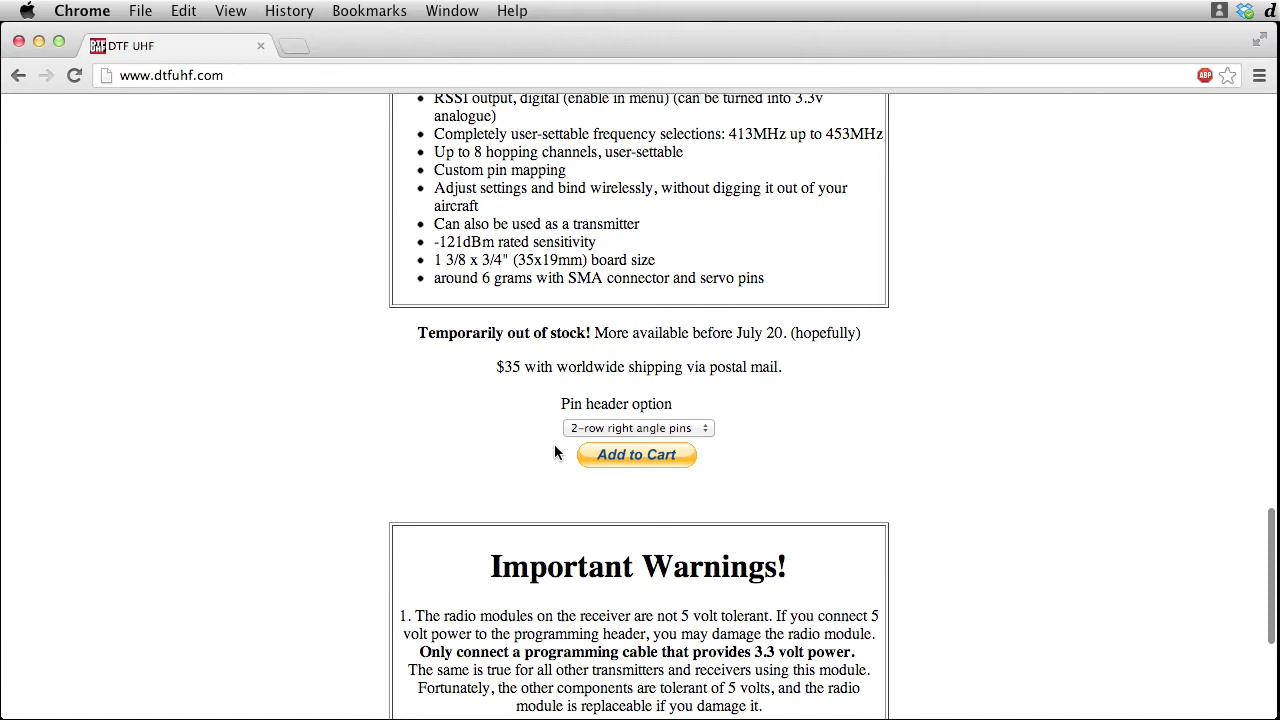 Chrome File Edit View History Bookmarks Window Help
DTF UHF
www.dtfuhf.com
ABP
RSSI output, digital (enable in menu) (can be turned into 3.3v
analogue)
Completely user-settable frequency selections: 413MHz up to 453MHz
Up to 8 hopping channels, user-settable
Custom pin mapping
Adjust settings and bind wirelessly, without digging it out of your
aircraft
Can also be used as a transmitter
-121dBm rated sensitivity
1 3/8 x 3/4" (35x19mm) board size
around 6 grams with SMA connector and servo pins
Temporarily out of stock! More available before July 20. (hopefully)
$35 with worldwide shipping via postal mail.
Pin header option
2-row right angle pins
Add to Cart
Important Warnings!
1. The radio modules on the receiver are not 5 volt tolerant. If you connect 5
volt power to the programming header, you may damage the radio module.
Only connect a programming cable that provides 3.3 volt power.
The same is true for all other transmitters and receivers using this module.
Fortunately, the other components are tolerant of 5 volts, and the radio
module is replaceable if you damage it.